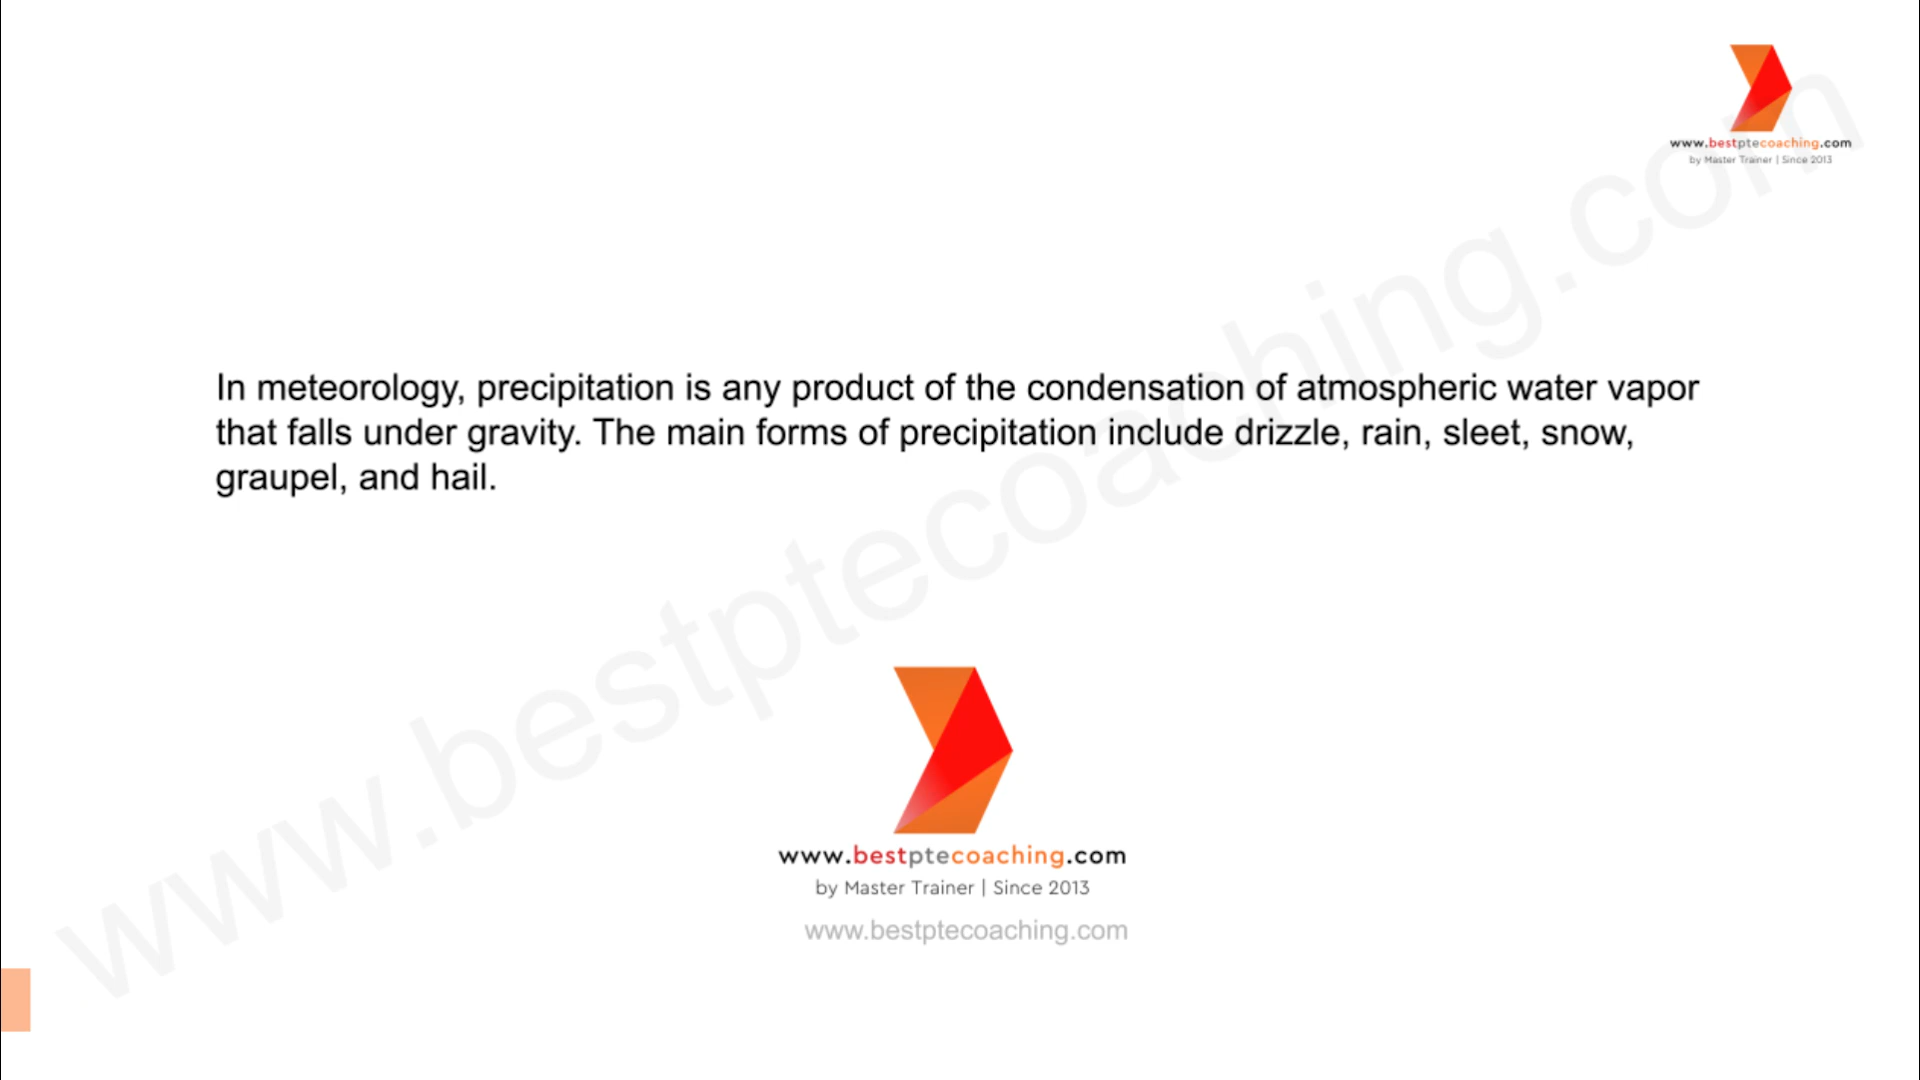 www.bestptecoaching.com
by Master Trainer | Since 2013
In meteorology, precipitation is any product of the condensation of atmospheric water vapor
that falls under gravity. The main forms of precipitation include drizzle, rain, sleet, snow,
graupel, and hail.
www.bestptecoaching.com
www.bestptecoaching.com
by Master Trainer | Since 2013
www.bestptecoaching.com